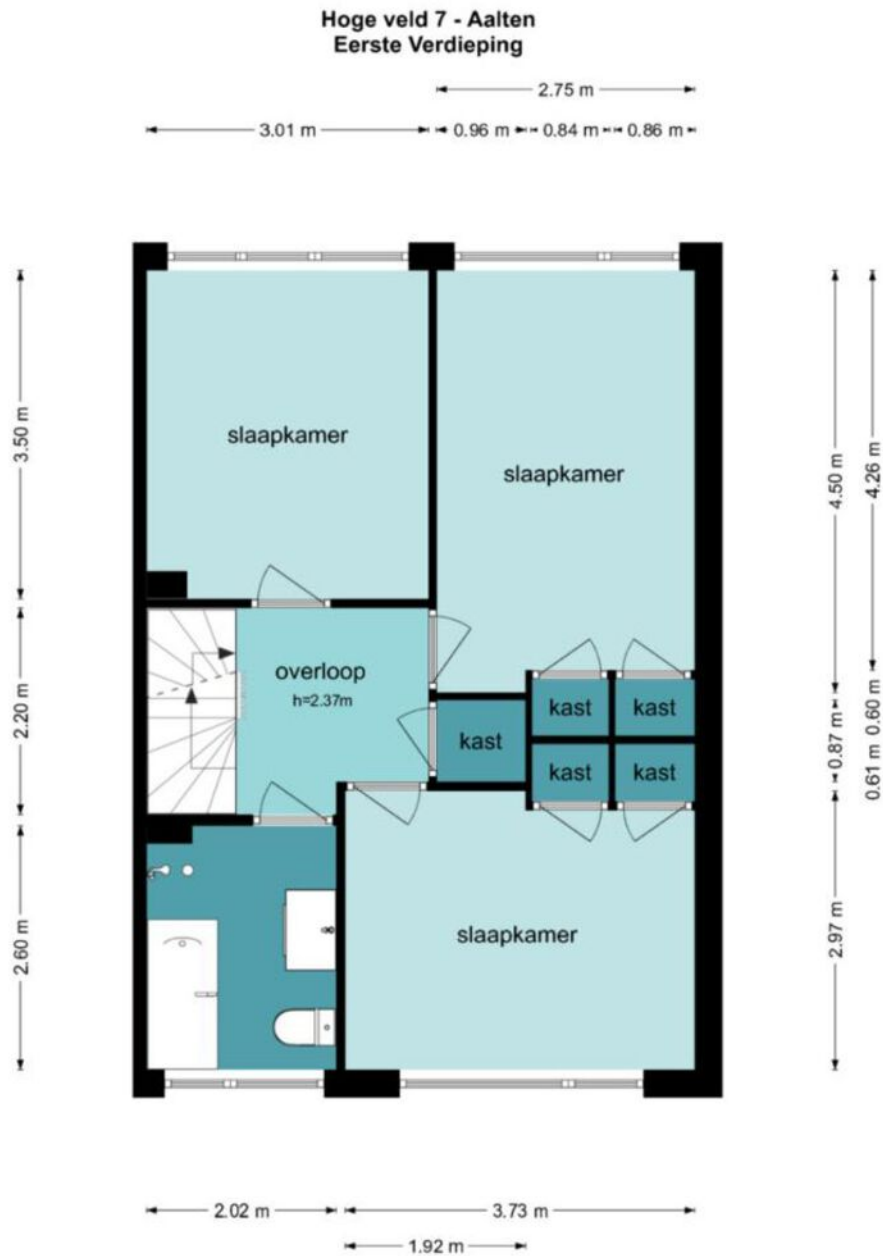 Hoge veld 7 - Aalten
Eerste Verdieping
2.75 m
3.01 m
0.96 m
0.84 m
0.86 m
3.50 m
2.20 m
2.60 m
slaapkamer
slaapkamer
overloop
h=2.37m
kast
kast
kast
kast
kast
slaapkamer
4.50 m
0.87 m
2.97 m
4.26 m
0.60 m
0.61 m
2.02 m
3.73 m
1.92 m